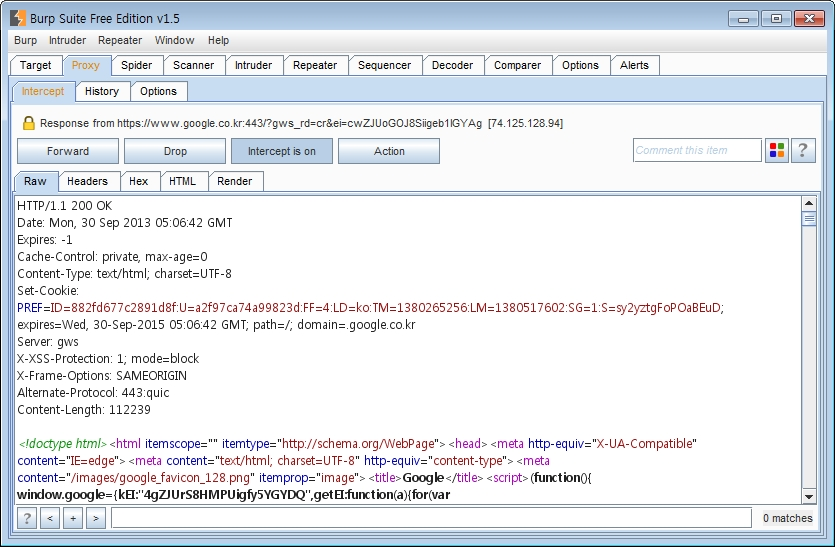 Burp Suite Free Edition v1.5
Burp Intruder Repeater Window Help
Target Proxy Spider Scanner Intruder Repeater Sequencer Decoder Comparer Options Alerts
Intercept History Options
Response from https://www.google.co.kr:443/?gws_rd=cr&ei=cwZJUoGOJ8Siigeb1IGYAg [74.125.128.94]
Forward Drop Intercept is on Action Comment this item ?
Raw Headers Hex HTML Render
HTTP/1.1 200 OK
Date: Mon, 30 Sep 2013 05:06:42 GMT
Expires: -1
Cache-Control: private, max-age=0
Content-Type: text/html; charset=UTF-8
Set-Cookie:
PREF=ID=882fd677c2891d8f:U=a2f97ca74a99823d:FF=4:LD=ko:TM=1380265256:LM=1380517602:SG=1:S=sy2yztgFoPOaBEuD;
expires=Wed, 30-Sep-2015 05:06:42 GMT; path=/; domain=.google.co.kr
Server: gws
X-XSS-Protection: 1; mode=block
X-Frame-Options: SAMEORIGIN
Alternate-Protocol: 443:quic
Content-Length: 112239
<!doctype html><html itemscope="" itemtype="http://schema.org/WebPage"><head><meta http-equiv="X-UA-Compatible"
content="IE=edge"><meta content="text/html; charset=UTF-8" http-equiv="content-type"><meta
content="/images/google_favicon_128.png" itemprop="image"><title>Google</title><script>(function(){
window.google={kEI:"4gZJUrS8HMPUigfy5YGYDQ",getEI:function(a){for(var
? < + > 0 matches